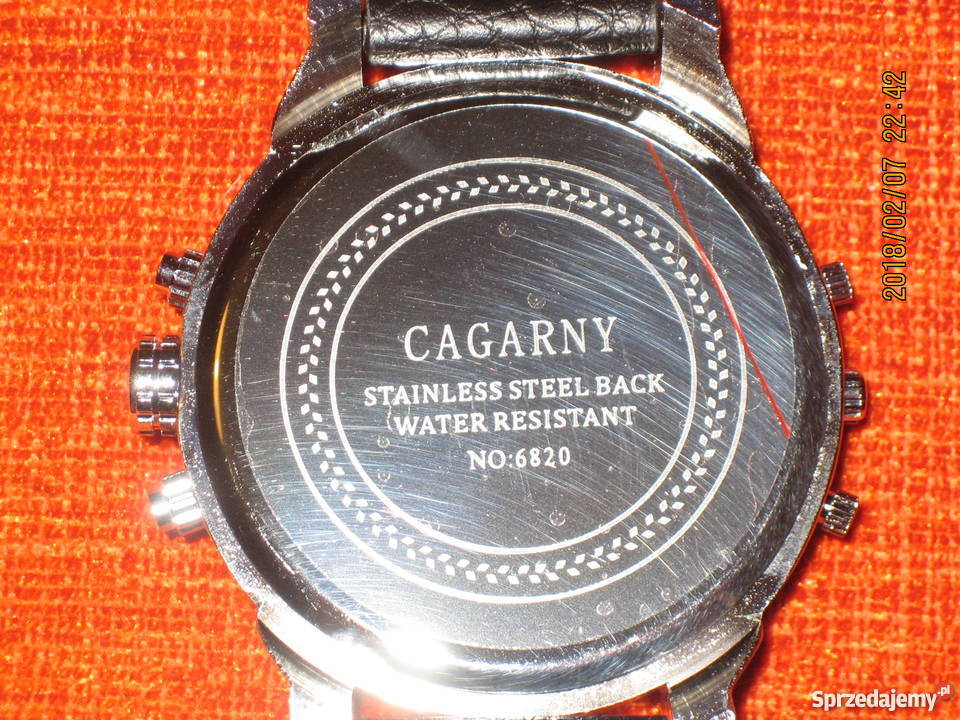 CAGARNY
STAINLESS STEEL BACK
WATER RESISTANT
NO:6820
2018/02/07 22:42
Sprzedajemy.pl